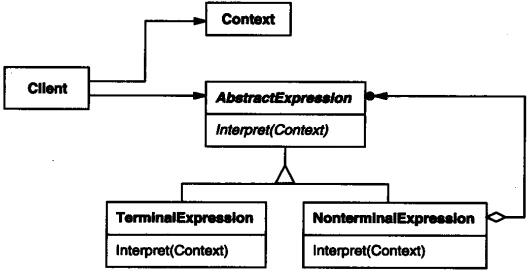 Context
Client
AbstractExpression
Interpret(Context)
TerminalExpression
Interpret(Context)
NonterminalExpression
Interpret(Context)